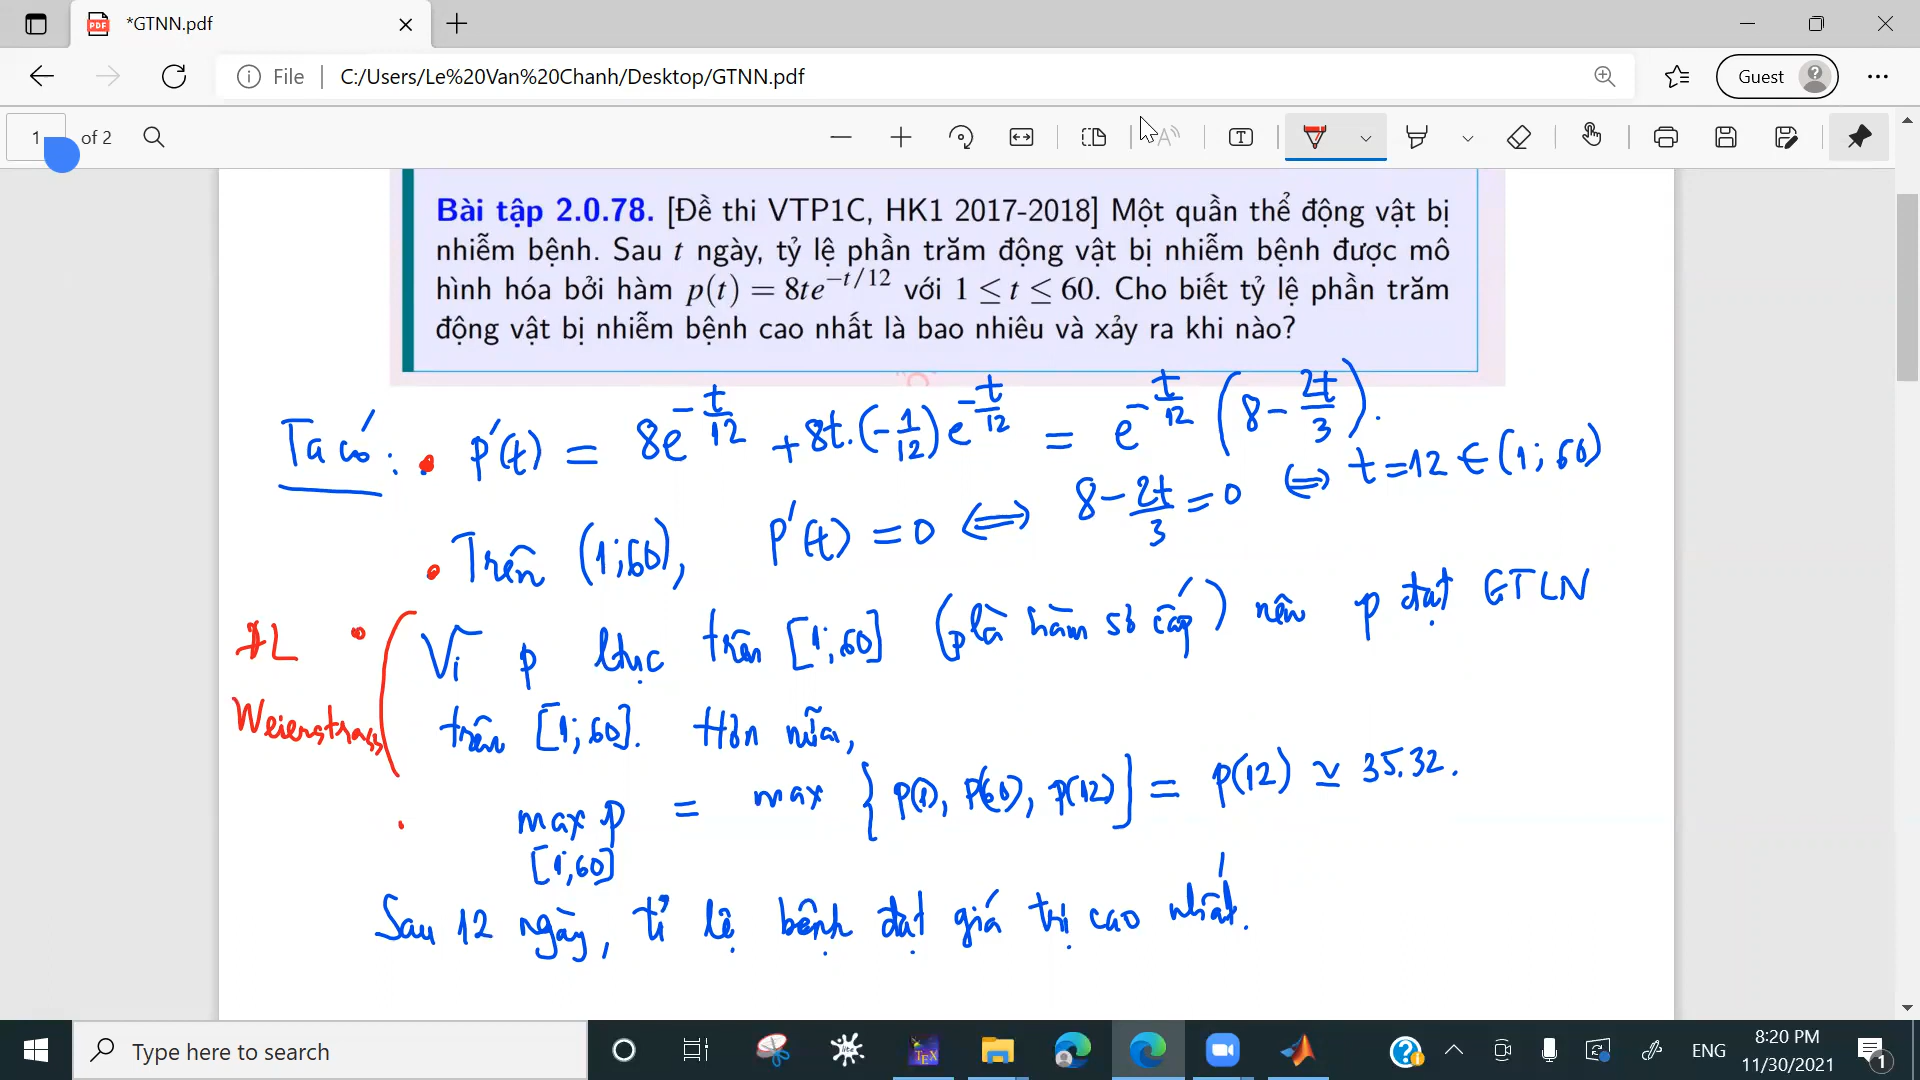 *GTNN.pdf
File | C:/Users/Le%20Van%20Chanh/Desktop/GTNN.pdf
Guest
1 of 2
Bài tập 2.0.78. [Đề thi VTP1C, HK1 2017-2018] Một quần thể động vật bị
nhiễm bệnh. Sau t ngày, tỷ lệ phần trăm động vật bị nhiễm bệnh được mô
hình hóa bởi hàm p(t) = 8te^{-t/12} với 1 ≤ t ≤ 60. Cho biết tỷ lệ phần trăm
động vật bị nhiễm bệnh cao nhất là bao nhiêu và xảy ra khi nào?
Ta có: • p'(t) = 8e^{-t/12} + 8t.(-1/12)e^{-t/12} = e^{-t/12}(8 - 2t/3).
• Trên (1;60), p'(t) = 0 ⟺ 8 - 2t/3 = 0 ⟺ t = 12 ∈ (1; 60)
ĐL • Vì p ltục trên [1;60] (p là hàm sơ cấp) nên p đạt GTLN
Weierstrass trên [1;60]. Hơn nữa,
max p = max {p(1), p(60), p(12)} = p(12) ≃ 35.32.
[1;60]
Sau 12 ngày, tỉ lệ bệnh đạt giá trị cao nhất.
Type here to search
lite
TEX
ENG
8:20 PM
11/30/2021
1